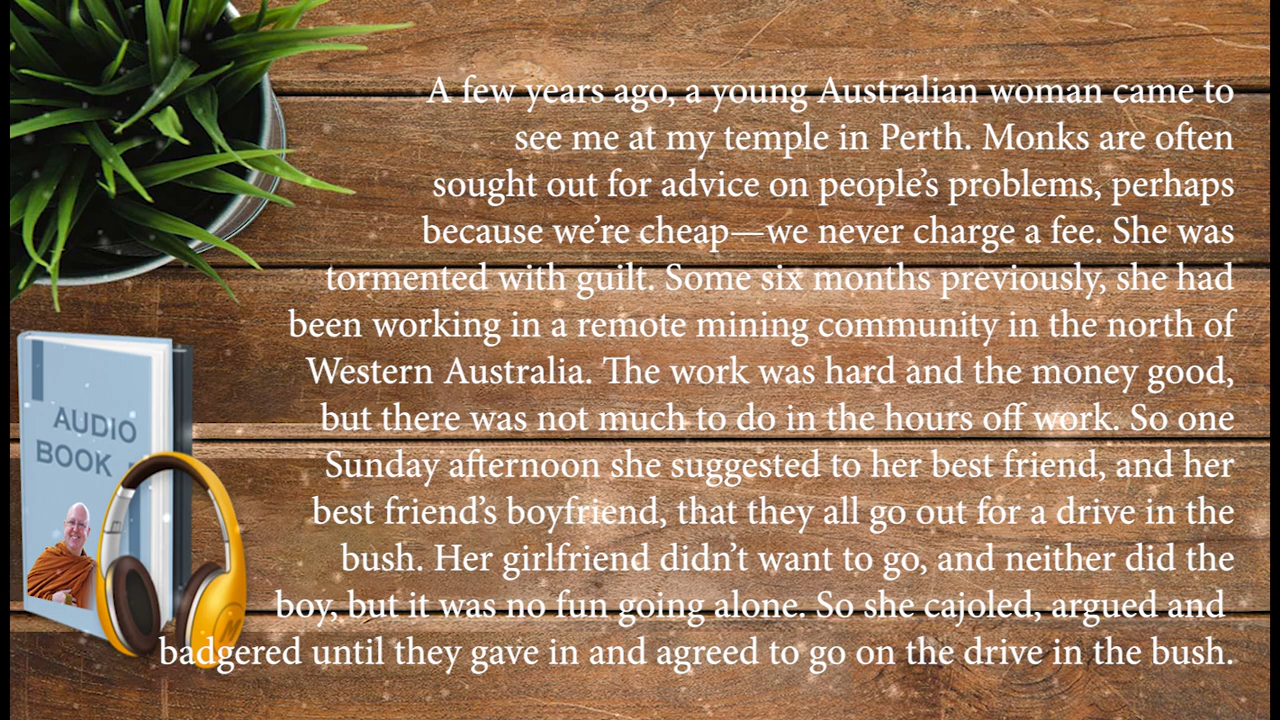 A few years ago, a young Australian woman came to
see me at my temple in Perth. Monks are often
sought out for advice on people’s problems, perhaps
because we’re cheap—we never charge a fee. She was
tormented with guilt. Some six months previously, she had
been working in a remote mining community in the north of
Western Australia. The work was hard and the money good,
but there was not much to do in the hours off work. So one
Sunday afternoon she suggested to her best friend, and her
best friend’s boyfriend, that they all go out for a drive in the
bush. Her girlfriend didn’t want to go, and neither did the
boy, but it was no fun going alone. So she cajoled, argued and
badgered until they gave in and agreed to go on the drive in the bush.
AUDIO
BOOK